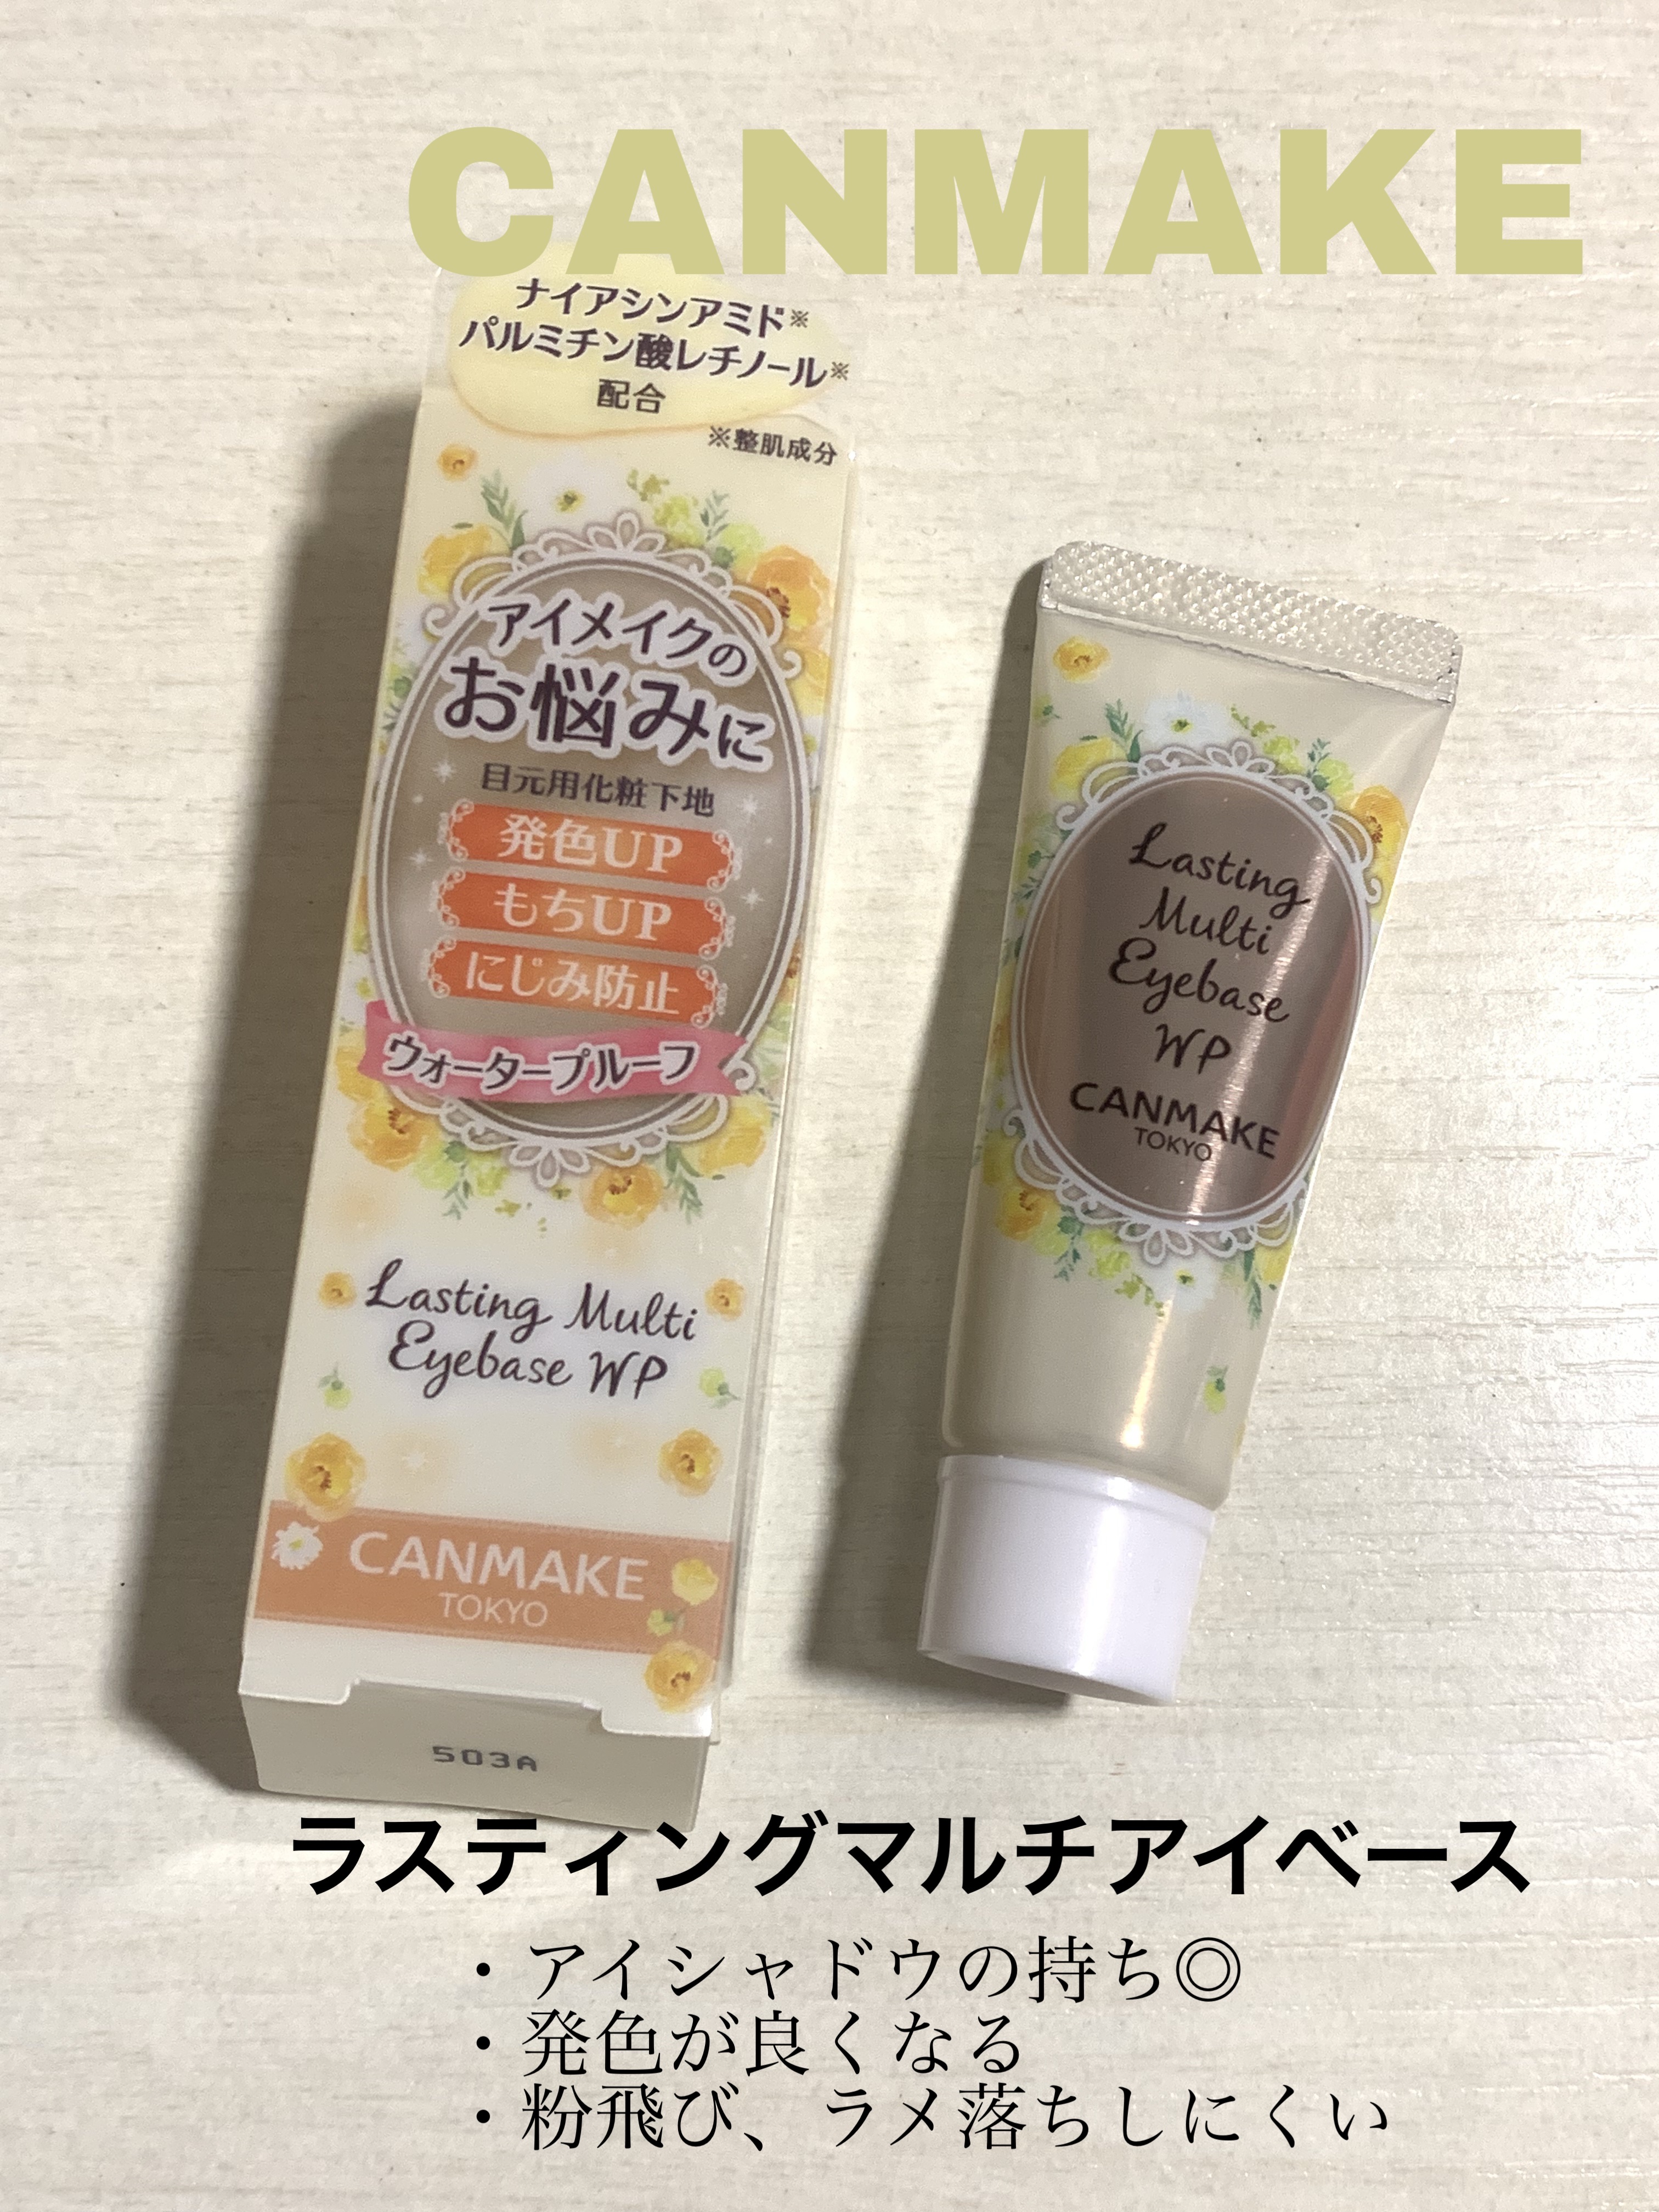 CANMAKE
ナイアシンアミド※
パルミチン酸レチノール※
配合
※整肌成分
アイメイクの
お悩みに
目元用化粧下地
発色UP
もちUP
にじみ防止
ウォータープルーフ
Lasting Multi
Eyebase WP
CANMAKE
TOKYO
503A
Lasting
Multi
Eyebase
WP
CANMAKE
TOKYO
ラスティングマルチアイベース
・アイシャドウの持ち◎
・発色が良くなる
・粉飛び、ラメ落ちしにくい